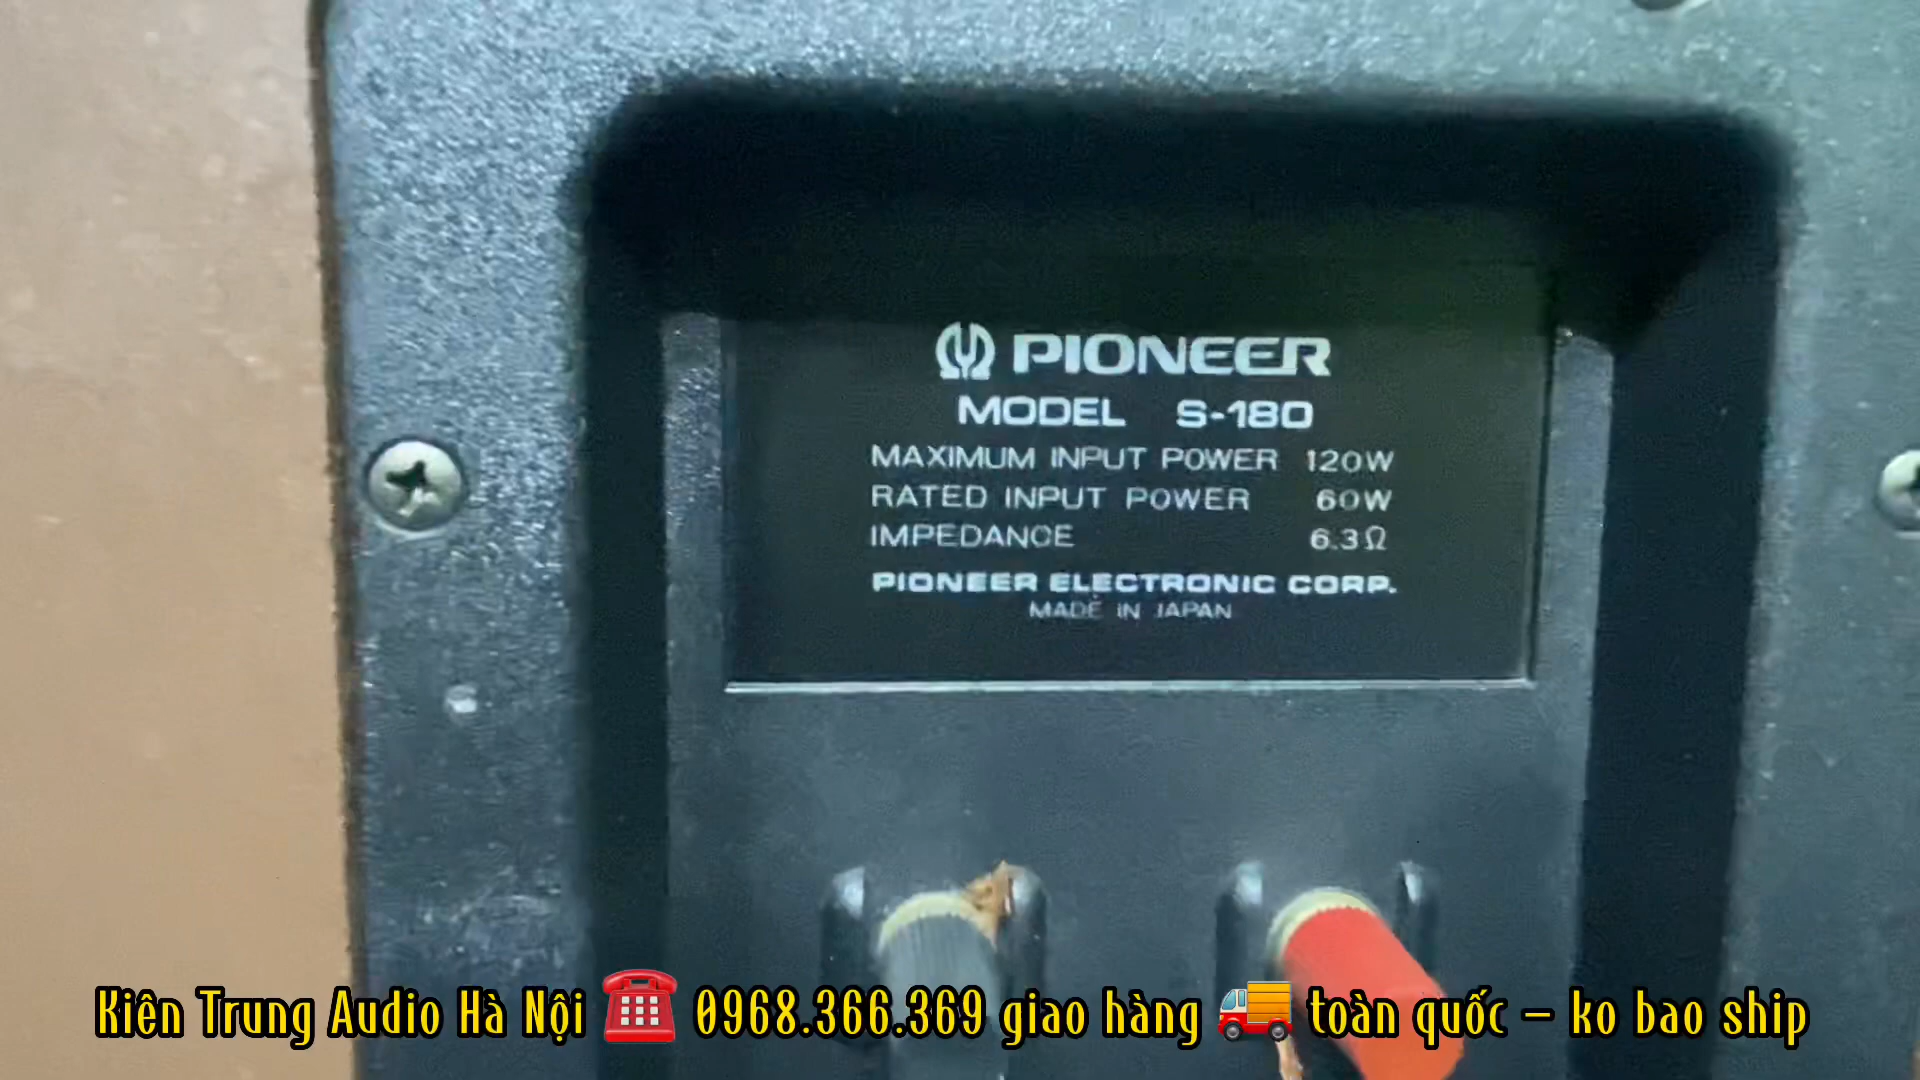 PIONEER
MODEL S-180
MAXIMUM INPUT POWER 120W
RATED INPUT POWER 60W
IMPEDANCE 6.3Ω
PIONEER ELECTRONIC CORP.
MADE IN JAPAN
Kiên Trung Audio Hà Nội ☎️ 0968.366.369 giao hàng 🚚 toàn quốc – ko bao ship